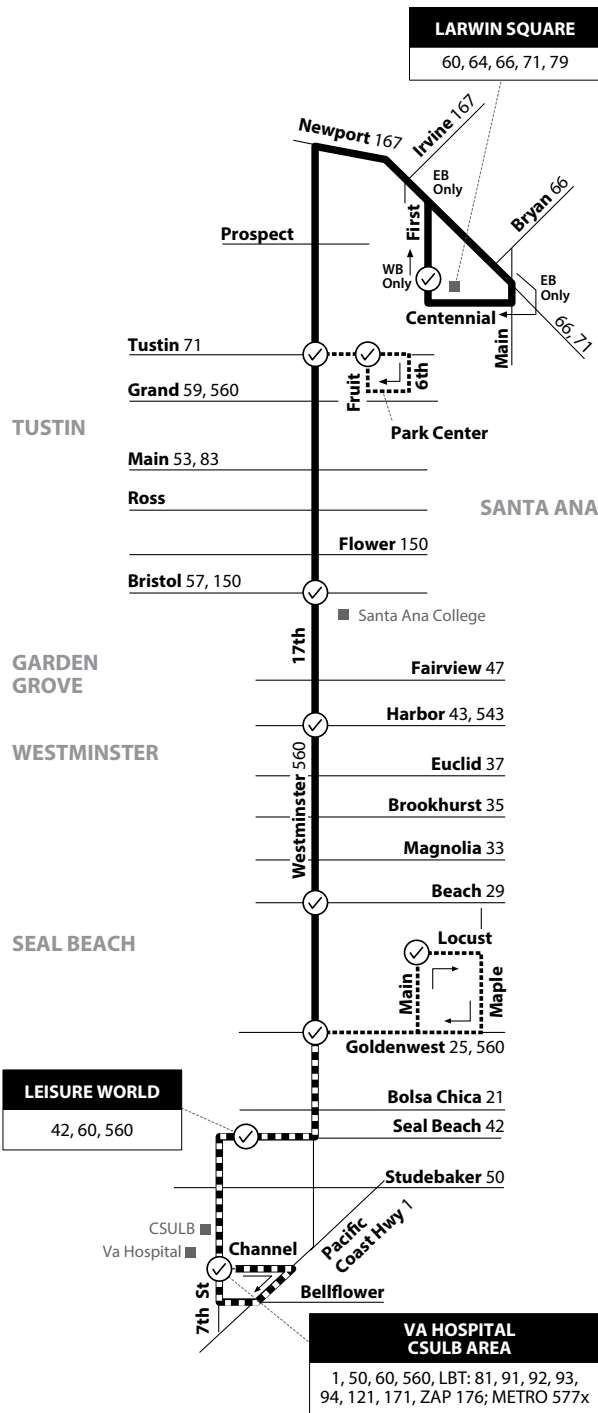 LARWIN SQUARE
60, 64, 66, 71, 79
Newport 167
Irvine 167
EB
Only
First
Bryan 66
Prospect
WB
Only
EB
Only
Centennial
Main
66, 71
Tustin 71
Fruit
6th
Grand 59, 560
Park Center
TUSTIN
Main 53, 83
Ross
SANTA ANA
Flower 150
Bristol 57, 150
Santa Ana College
17th
GARDEN
GROVE
Fairview 47
Harbor 43, 543
WESTMINSTER
Westminster 560
Euclid 37
Brookhurst 35
Magnolia 33
Beach 29
SEAL BEACH
Locust
Main
Maple
Goldenwest 25, 560
LEISURE WORLD
42, 60, 560
Bolsa Chica 21
Seal Beach 42
Studebaker 50
CSULB
Va Hospital
Channel
Pacific
Coast Hwy 1
7th St
Bellflower
VA HOSPITAL
CSULB AREA
1, 50, 60, 560, LBT: 81, 91, 92, 93,
94, 121, 171, ZAP 176; METRO 577x